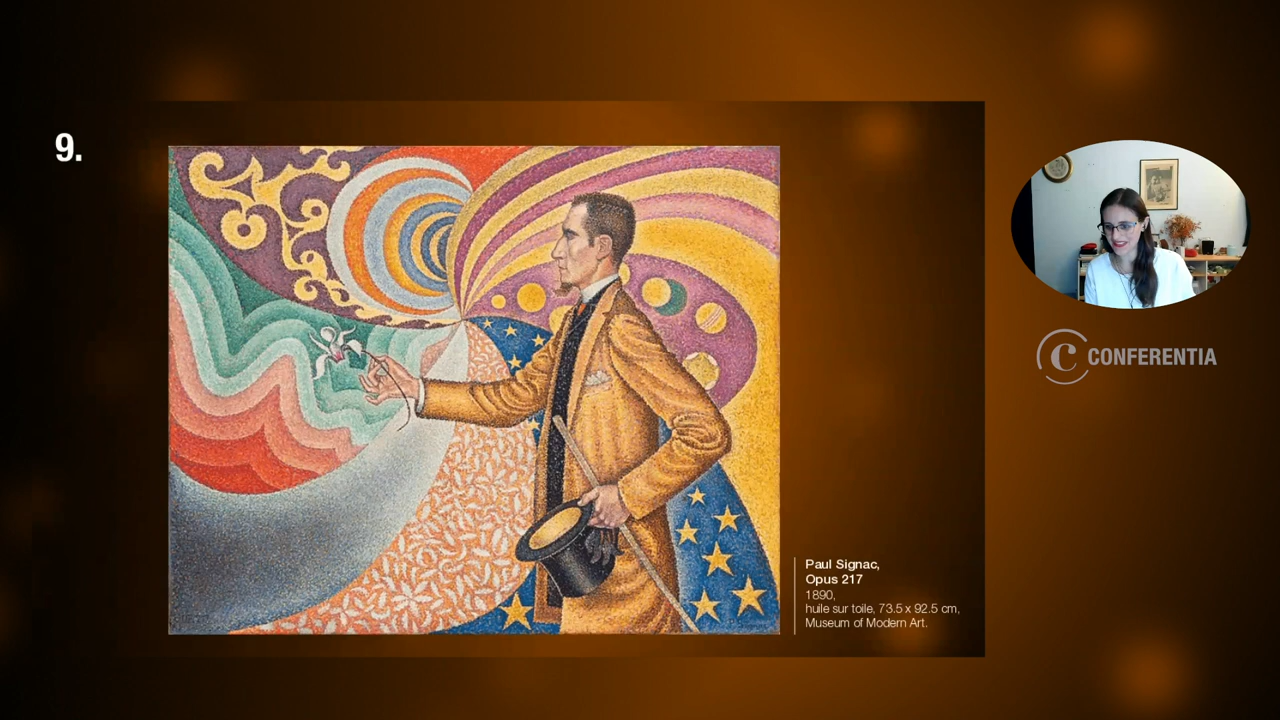 9.
Paul Signac,
Opus 217
1890,
huile sur toile, 73.5 x 92.5 cm,
Museum of Modern Art.
C CONFERENTIA